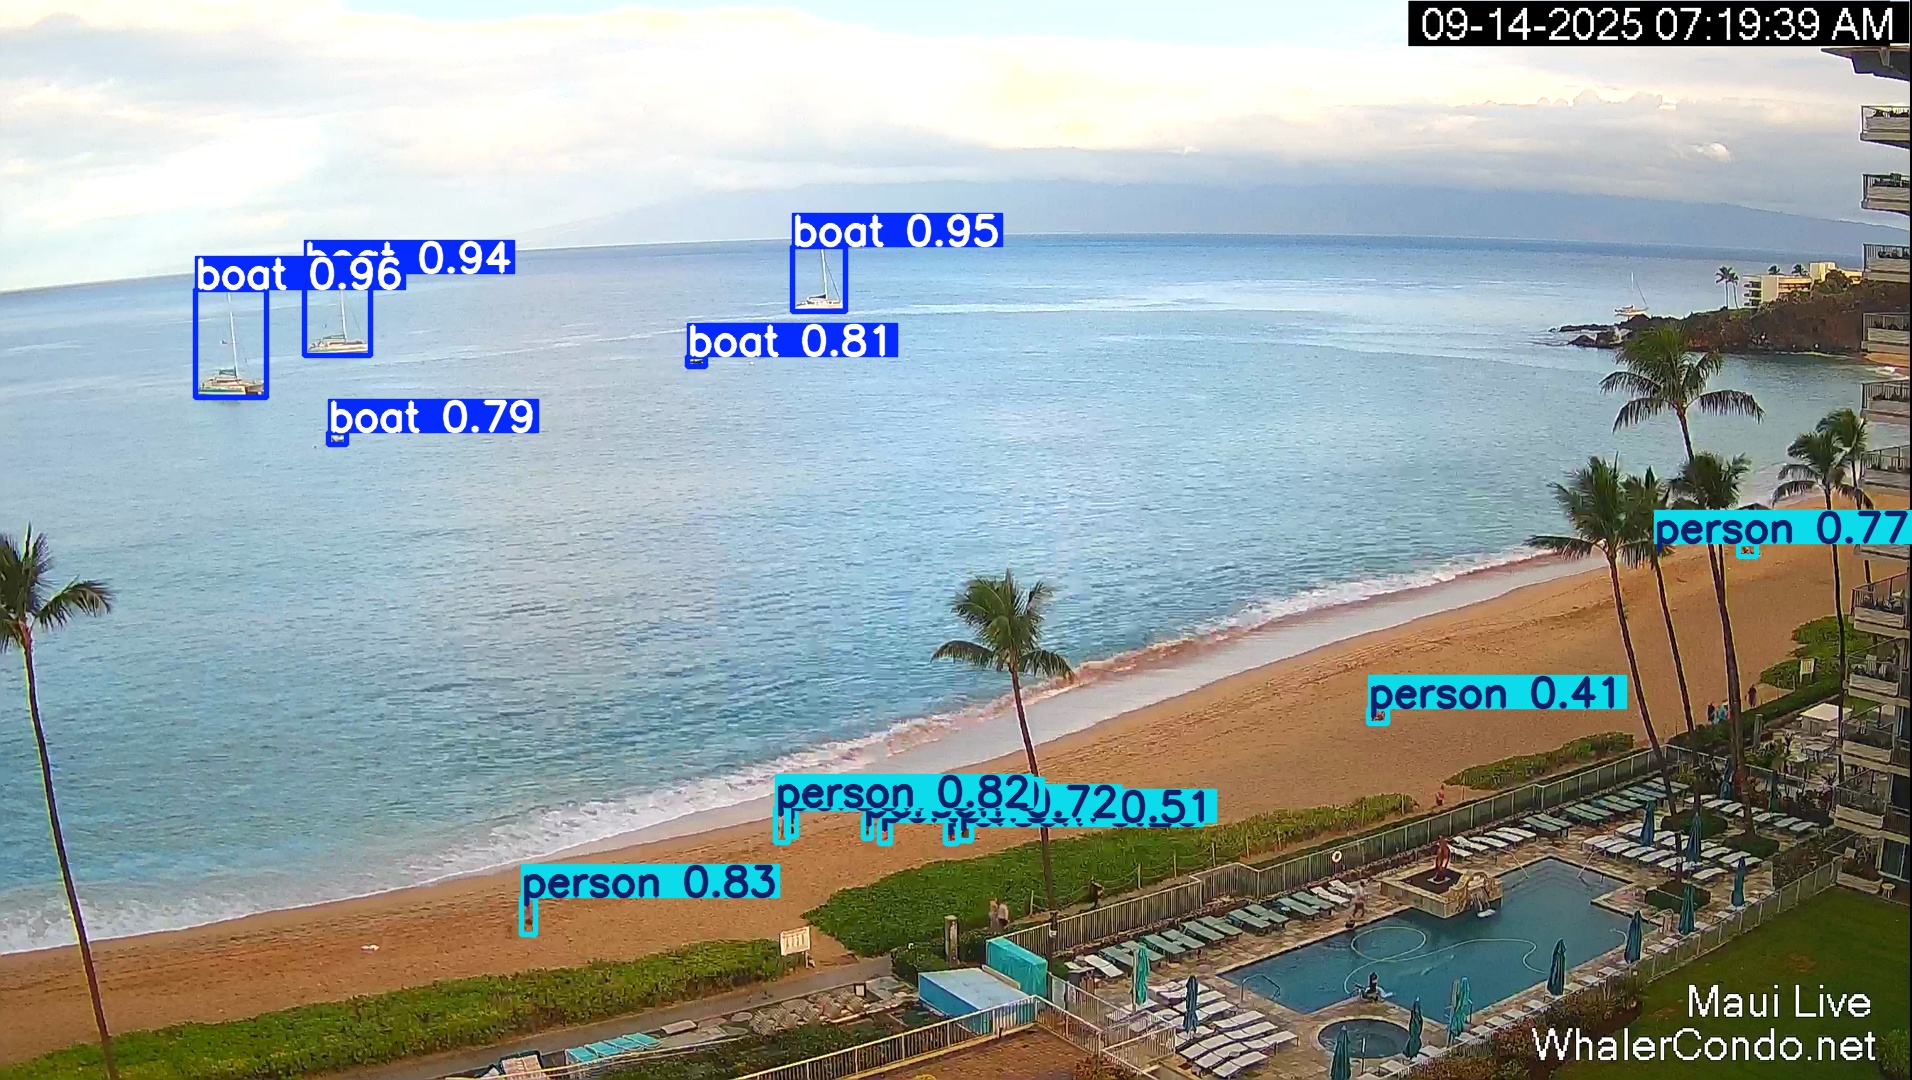 09-14-2025 07:19:39 AM
boat 0.95
boat 0.94
boat 0.96
boat 0.81
boat 0.79
person 0.77
person 0.41
person 0.82
0.72
0.51
person 0.83
Maui Live
WhalerCondo.net